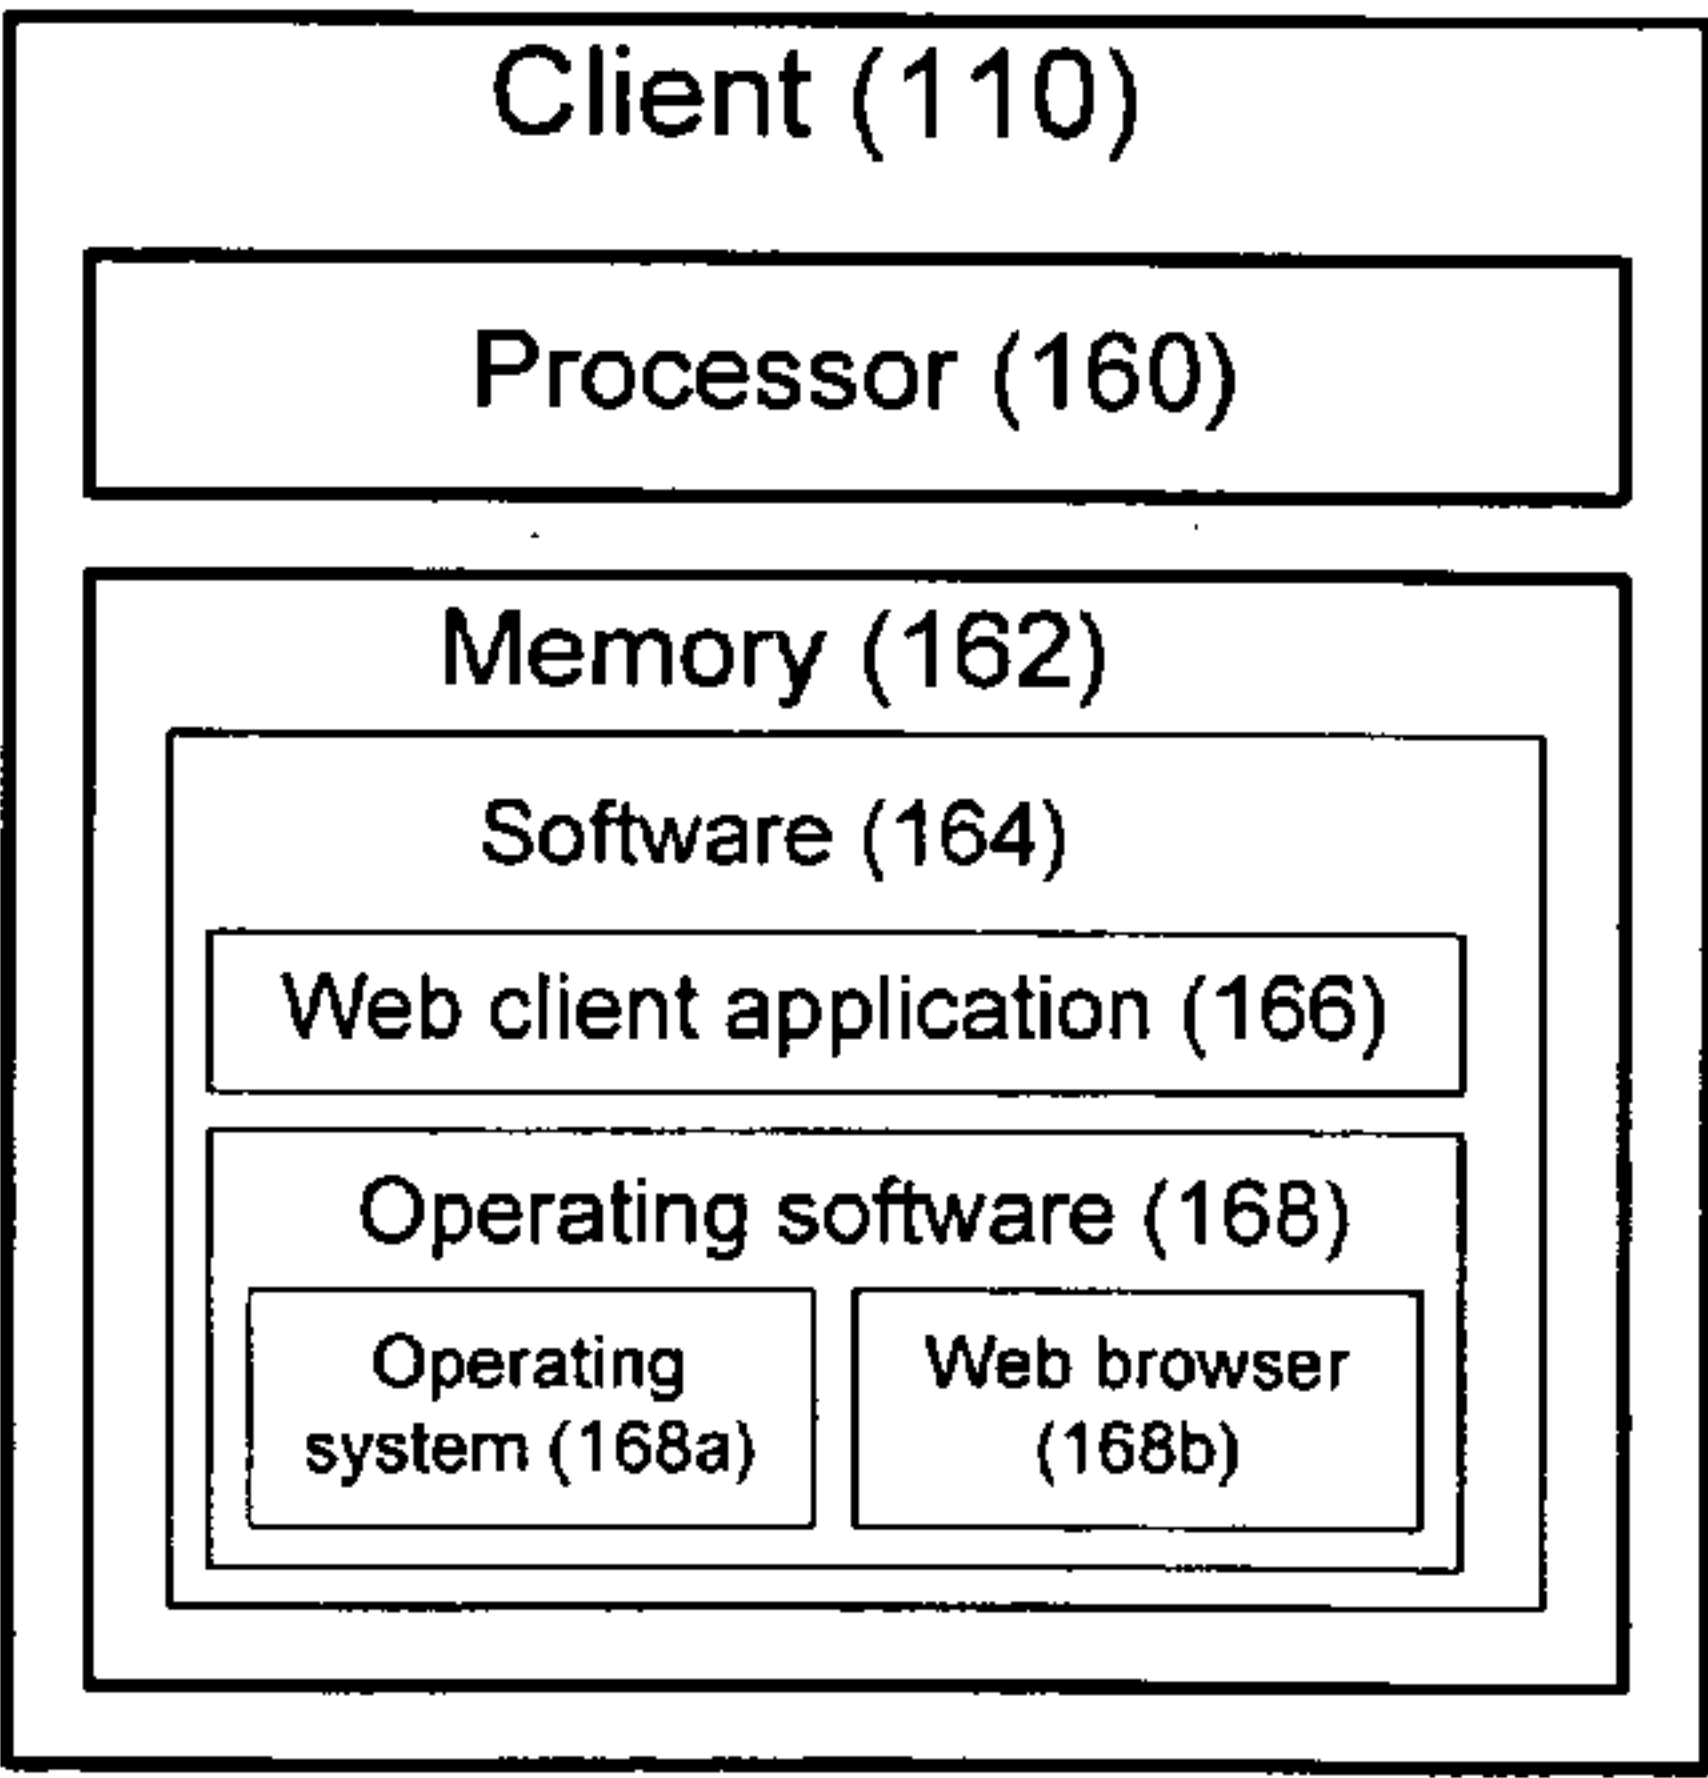 Client (110)
Processor (160)
Memory (162)
Software (164)
Web client application (166)
Operating software (168)
Operating
system (168a)
Web browser
(168b)